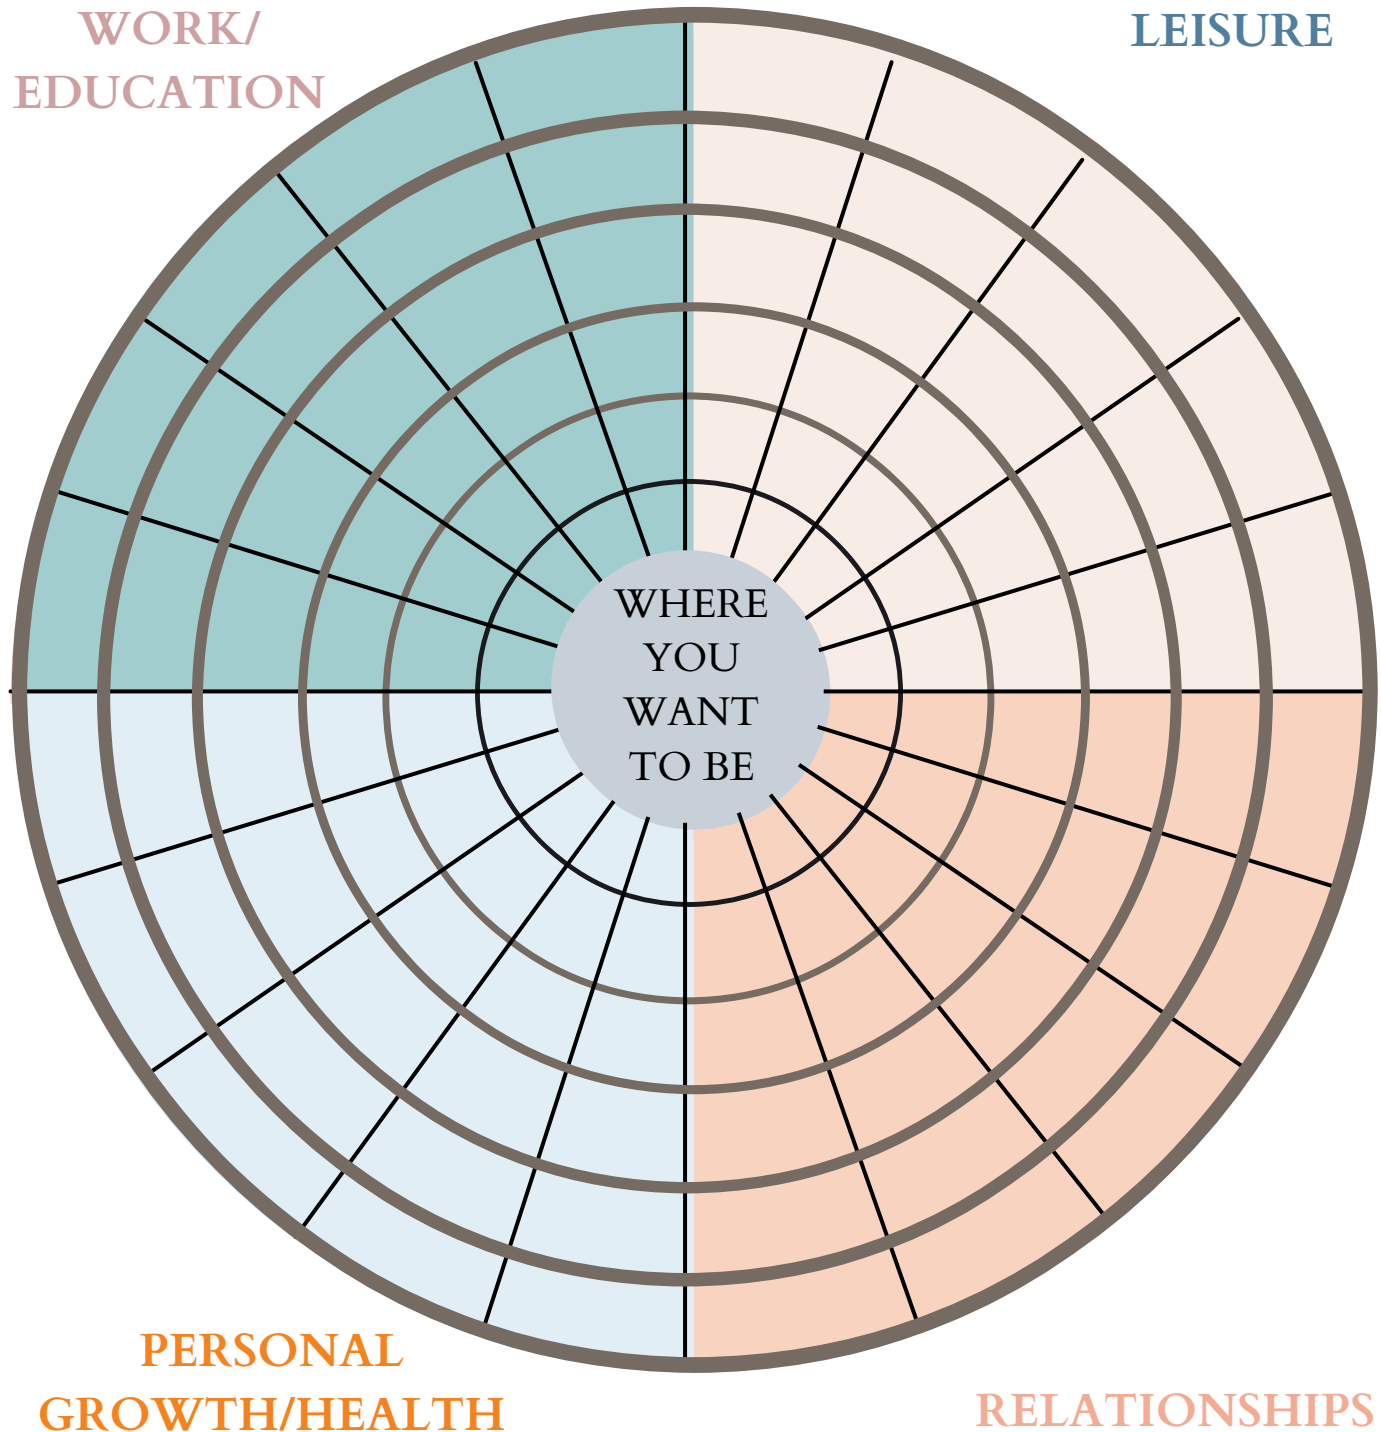 WORK/
EDUCATION
LEISURE
WHERE
YOU
WANT
TO BE
PERSONAL
GROWTH/HEALTH
RELATIONSHIPS